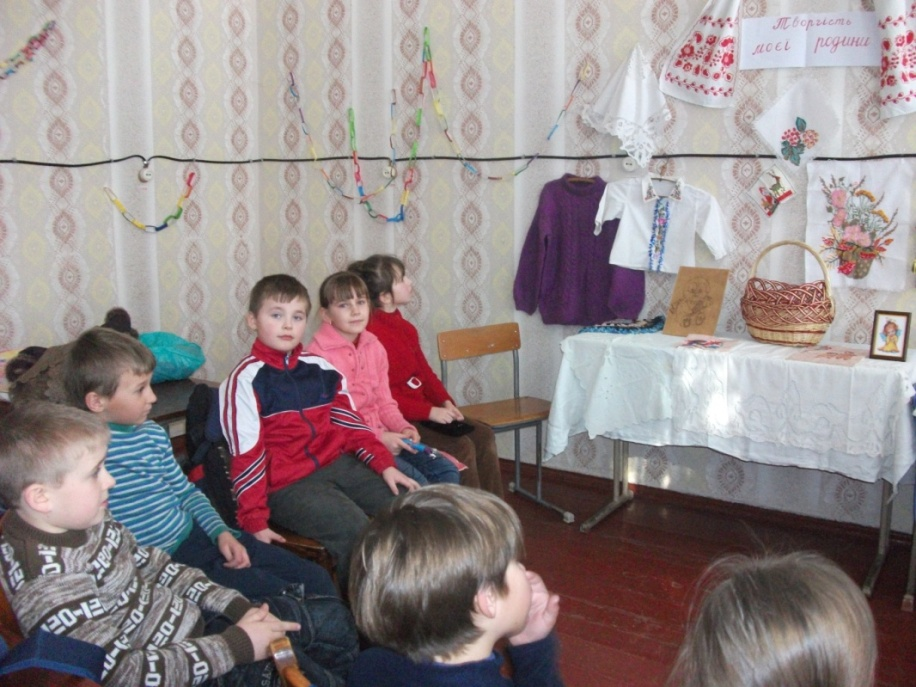 Творчість
моєї родини